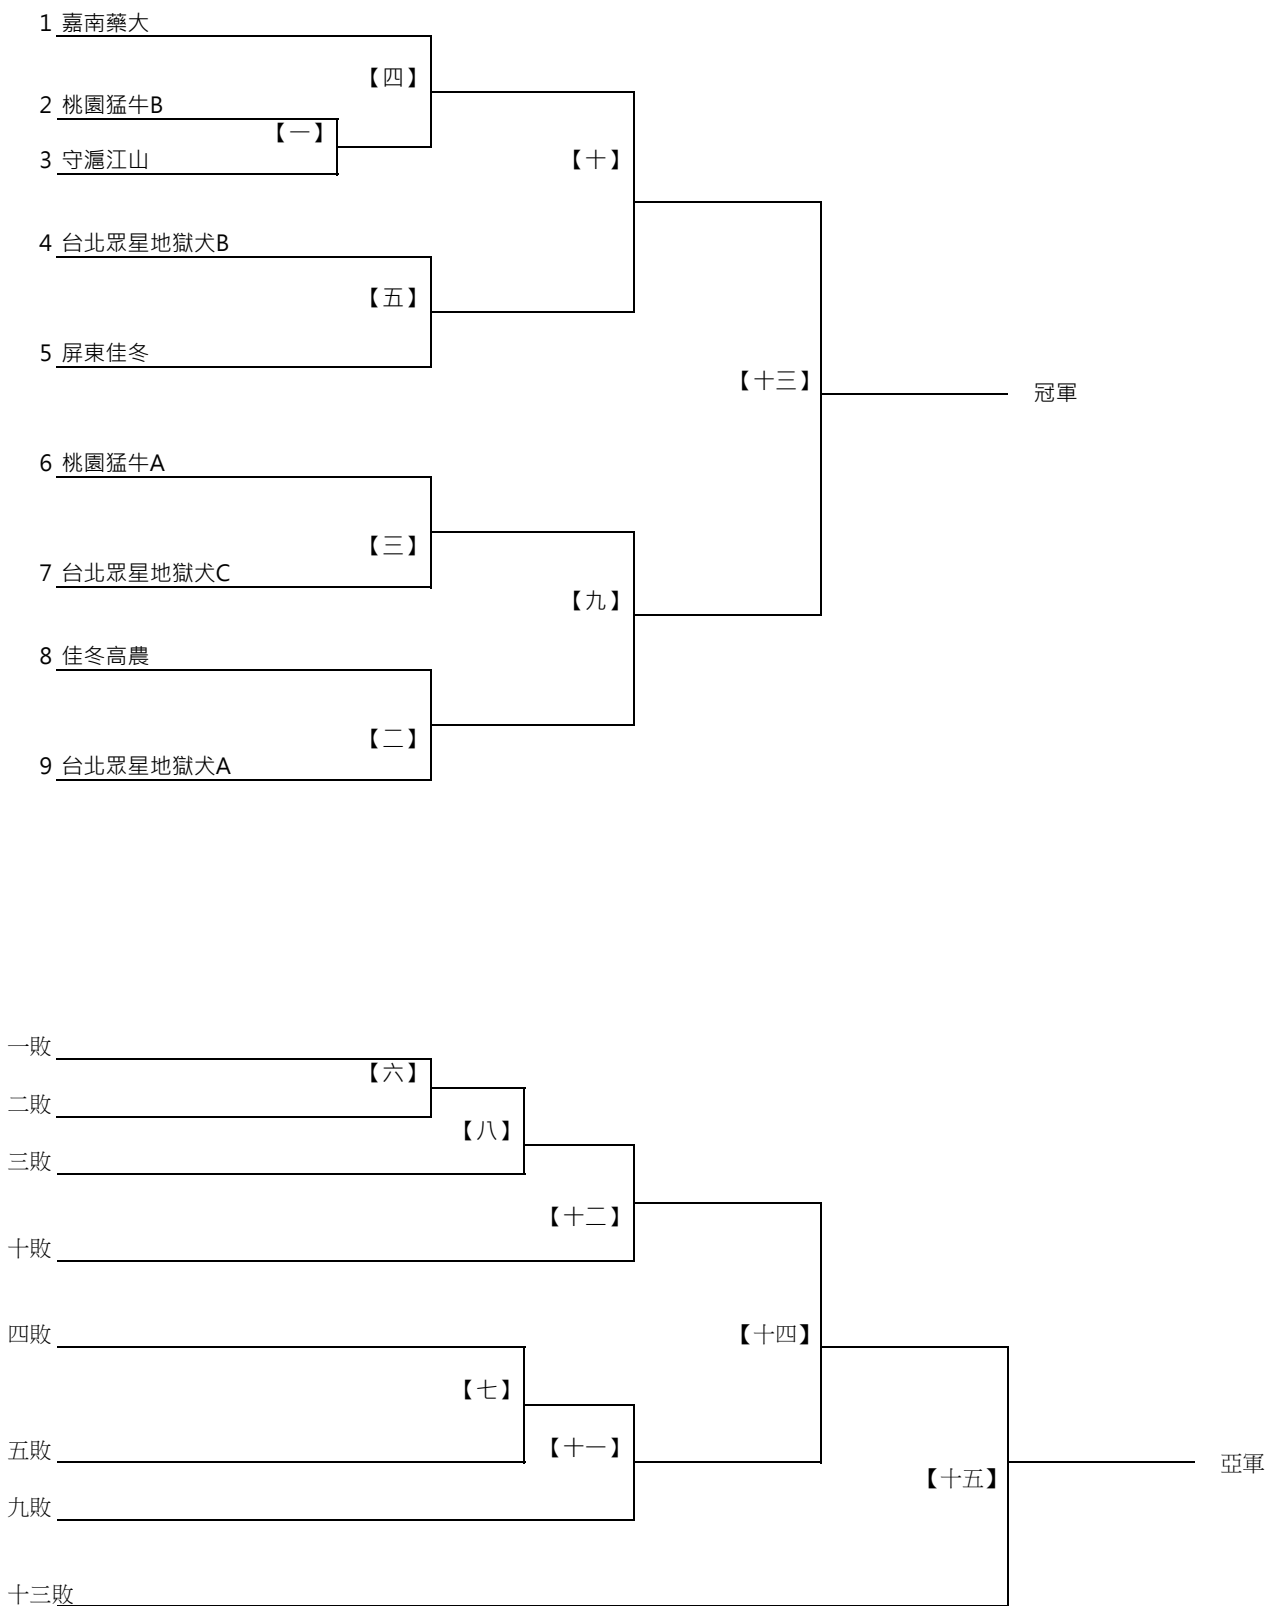 1 嘉南藥大
【四】
2 桃園猛牛B
【一】
3 守滬江山
【十】
4 台北眾星地獄犬B
【五】
5 屏東佳冬
【十三】
冠軍
6 桃園猛牛A
【三】
7 台北眾星地獄犬C
【九】
8 佳冬高農
【二】
9 台北眾星地獄犬A
一敗
【六】
二敗
【八】
三敗
【十二】
十敗
四敗
【十四】
【七】
五敗
【十一】
亞軍
【十五】
九敗
十三敗